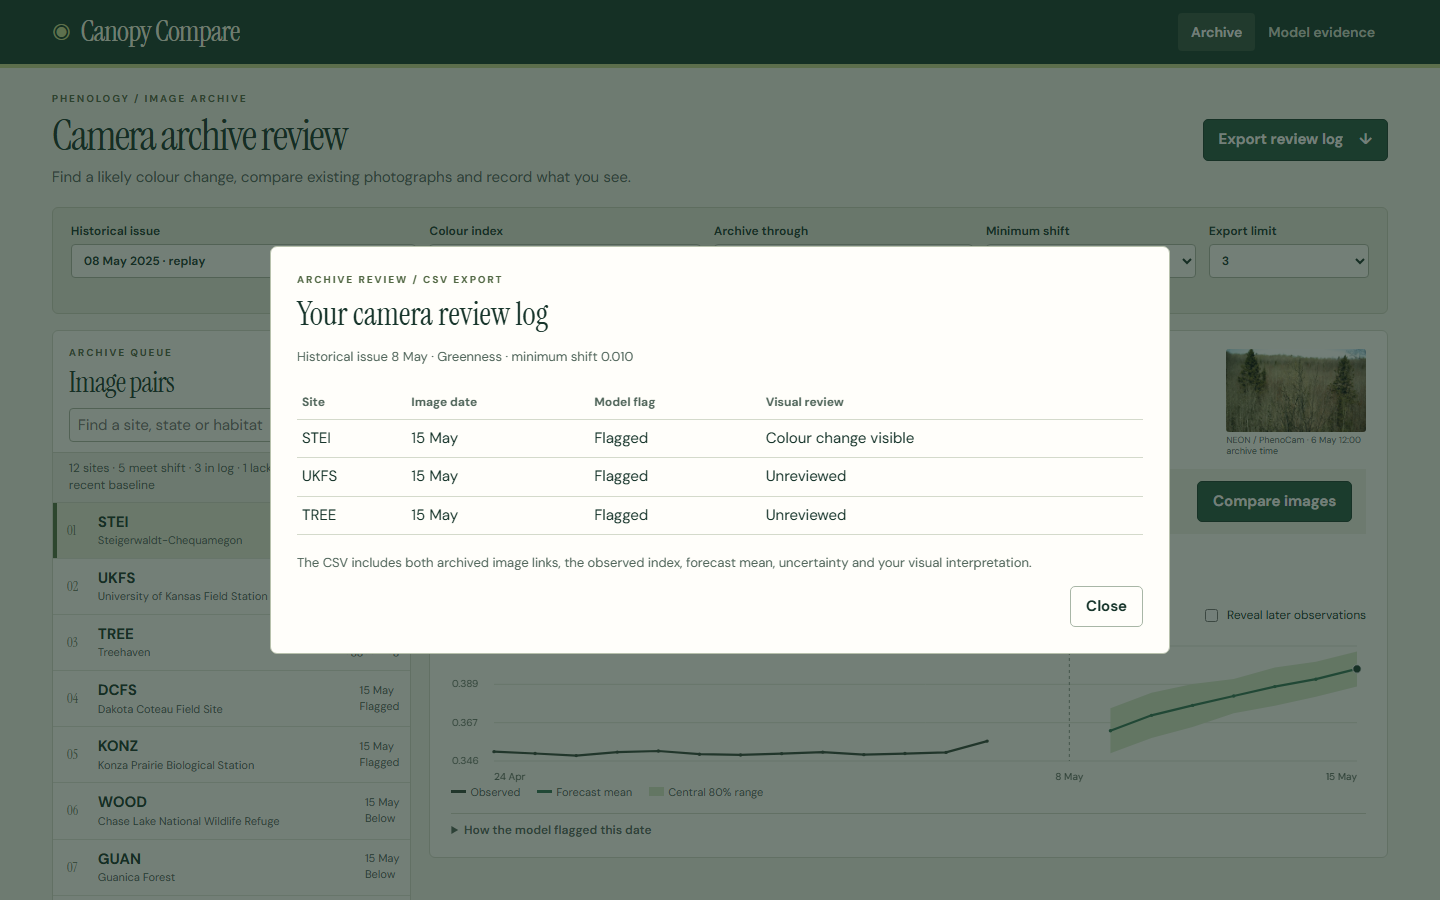 Canopy Compare
Archive
Model evidence
PHENOLOGY / IMAGE ARCHIVE
Camera archive review
Export review log
Find a likely colour change, compare existing photographs and record what you see.
Historical issue
Colour index
Archive through
Minimum shift
Export limit
08 May 2025 · replay
3
ARCHIVE REVIEW / CSV EXPORT
Your camera review log
Historical issue 8 May · Greenness · minimum shift 0.010
Site Image date Model flag Visual review
STEI 15 May Flagged Colour change visible
UKFS 15 May Flagged Unreviewed
TREE 15 May Flagged Unreviewed
The CSV includes both archived image links, the observed index, forecast mean, uncertainty and your visual interpretation.
Close
ARCHIVE QUEUE
Image pairs
Find a site, state or habitat
12 sites · 5 meet shift · 3 in log · 1 lack
recent baseline
01 STEI
Steigerwaldt-Chequamegon
02 UKFS
University of Kansas Field Station
03 TREE
Treehaven
04 DCFS
Dakota Coteau Field Site
15 May
Flagged
05 KONZ
Konza Prairie Biological Station
15 May
Flagged
06 WOOD
Chase Lake National Wildlife Refuge
15 May
Below
07 GUAN
Guanica Forest
15 May
Below
NEON / PhenoCam · 6 May 12:00
archive time
Compare images
Reveal later observations
0.389
0.367
0.346
24 Apr
8 May
15 May
Observed
Forecast mean
Central 80% range
How the model flagged this date